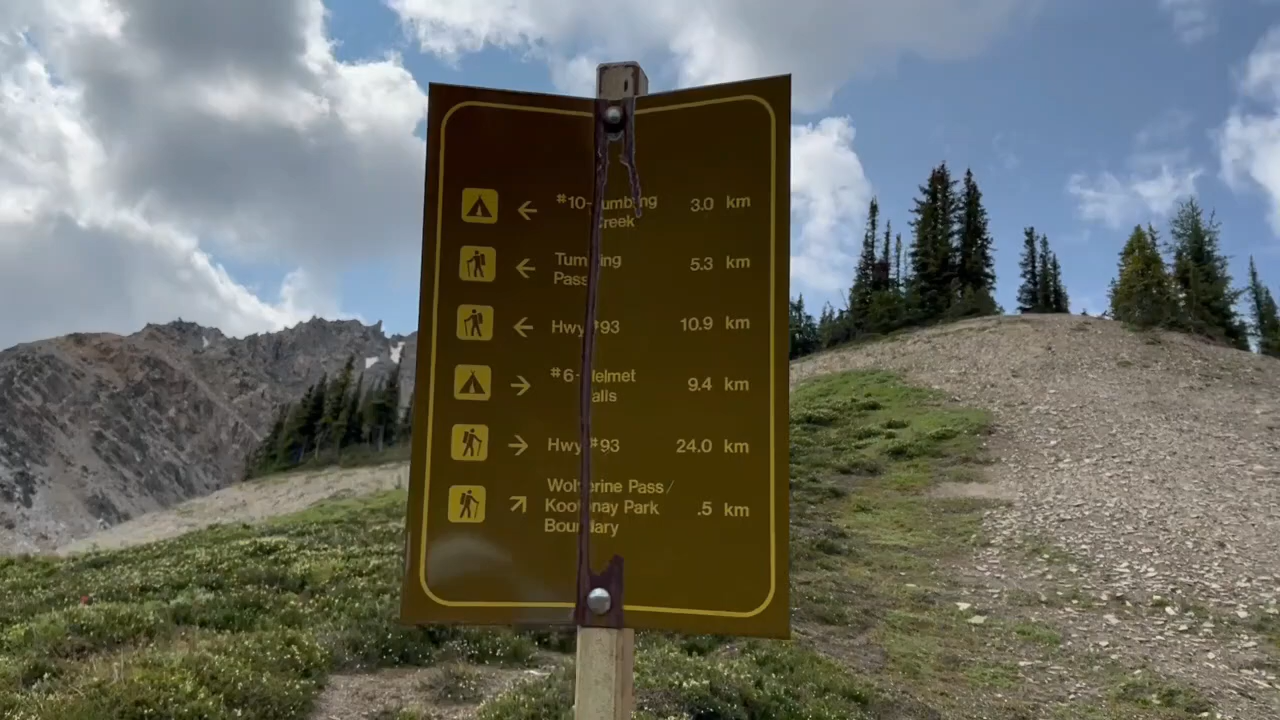 #10-Tumbling 3.0 km
Creek
Tumbling 5.3 km
Pass
Hwy #93 10.9 km
#6-Helmet 9.4 km
Falls
Hwy #93 24.0 km
Wolverine Pass/
Kootenay Park .5 km
Boundary